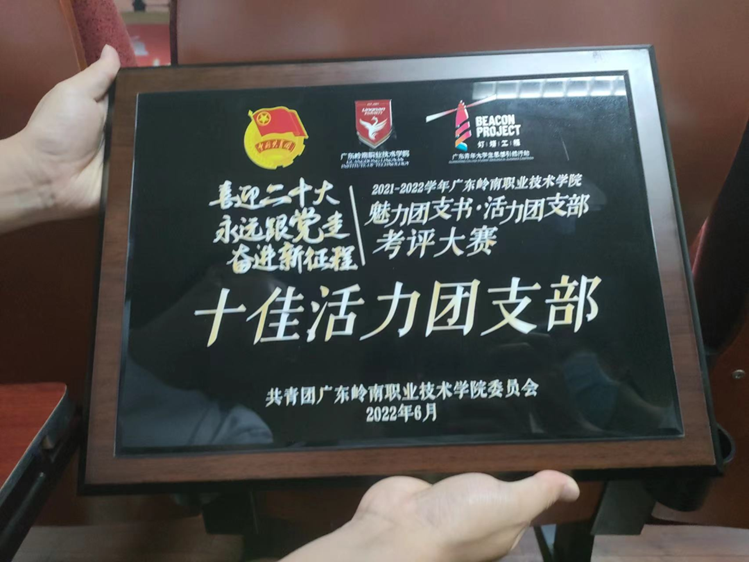 广东岭南职业技术学院
BEACON
PROJECT
灯塔工程
喜迎二十大
永远跟党走
奋进新征程
2021-2022学年广东岭南职业技术学院
魅力团支书·活力团支部
考评大赛
十佳活力团支部
共青团广东岭南职业技术学院委员会
2022年6月